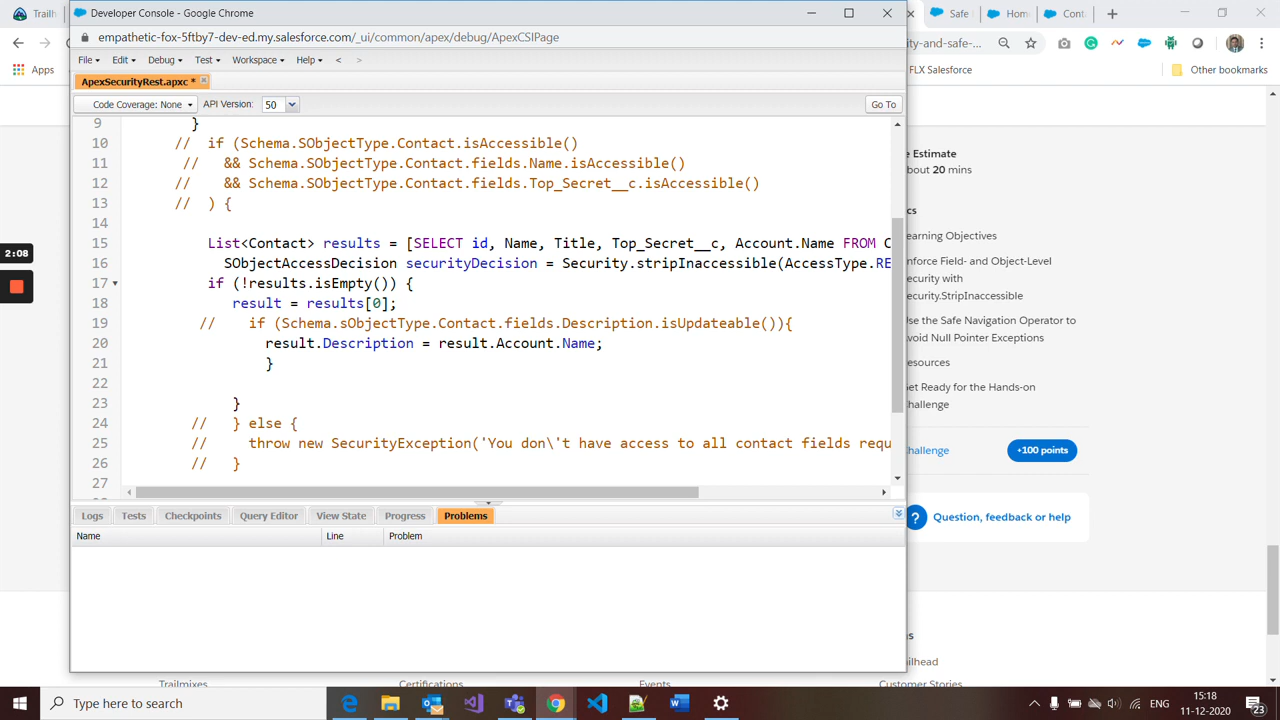 Trailh
Developer Console - Google Chrome
Safe
Hom
Cont
empathetic-fox-5ftby7-dev-ed.my.salesforce.com/_ui/common/apex/debug/ApexCSIPage
ity-and-safe-...
Apps
FLX Salesforce
Other bookmarks
File Edit Debug Test Workspace Help < >
ApexSecurityRest.apxc *
Code Coverage: None API Version: 50 Go To
9 }
10 // if (Schema.SObjectType.Contact.isAccessible()
11 // && Schema.SObjectType.Contact.fields.Name.isAccessible()
12 // && Schema.SObjectType.Contact.fields.Top_Secret__c.isAccessible()
13 // ) {
14
15 List<Contact> results = [SELECT id, Name, Title, Top_Secret__c, Account.Name FROM C
16 SObjectAccessDecision securityDecision = Security.stripInaccessible(AccessType.RE
17 if (!results.isEmpty()) {
18 result = results[0];
19 // if (Schema.sObjectType.Contact.fields.Description.isUpdateable()){
20 result.Description = result.Account.Name;
21 }
22
23 }
24 // } else {
25 // throw new SecurityException('You don\'t have access to all contact fields requ
26 // }
27
2:08
Logs Tests Checkpoints Query Editor View State Progress Problems
Name Line Problem
e Estimate
bout 20 mins
cs
earning Objectives
nforce Field- and Object-Level
ecurity with
ecurity.StripInaccessible
se the Safe Navigation Operator to
void Null Pointer Exceptions
esources
et Ready for the Hands-on
hallenge
hallenge
+100 points
? Question, feedback or help
ns
ailhead
Trailmixes Certifications Events Customer Stories
Type here to search
ENG
15:18
11-12-2020
23